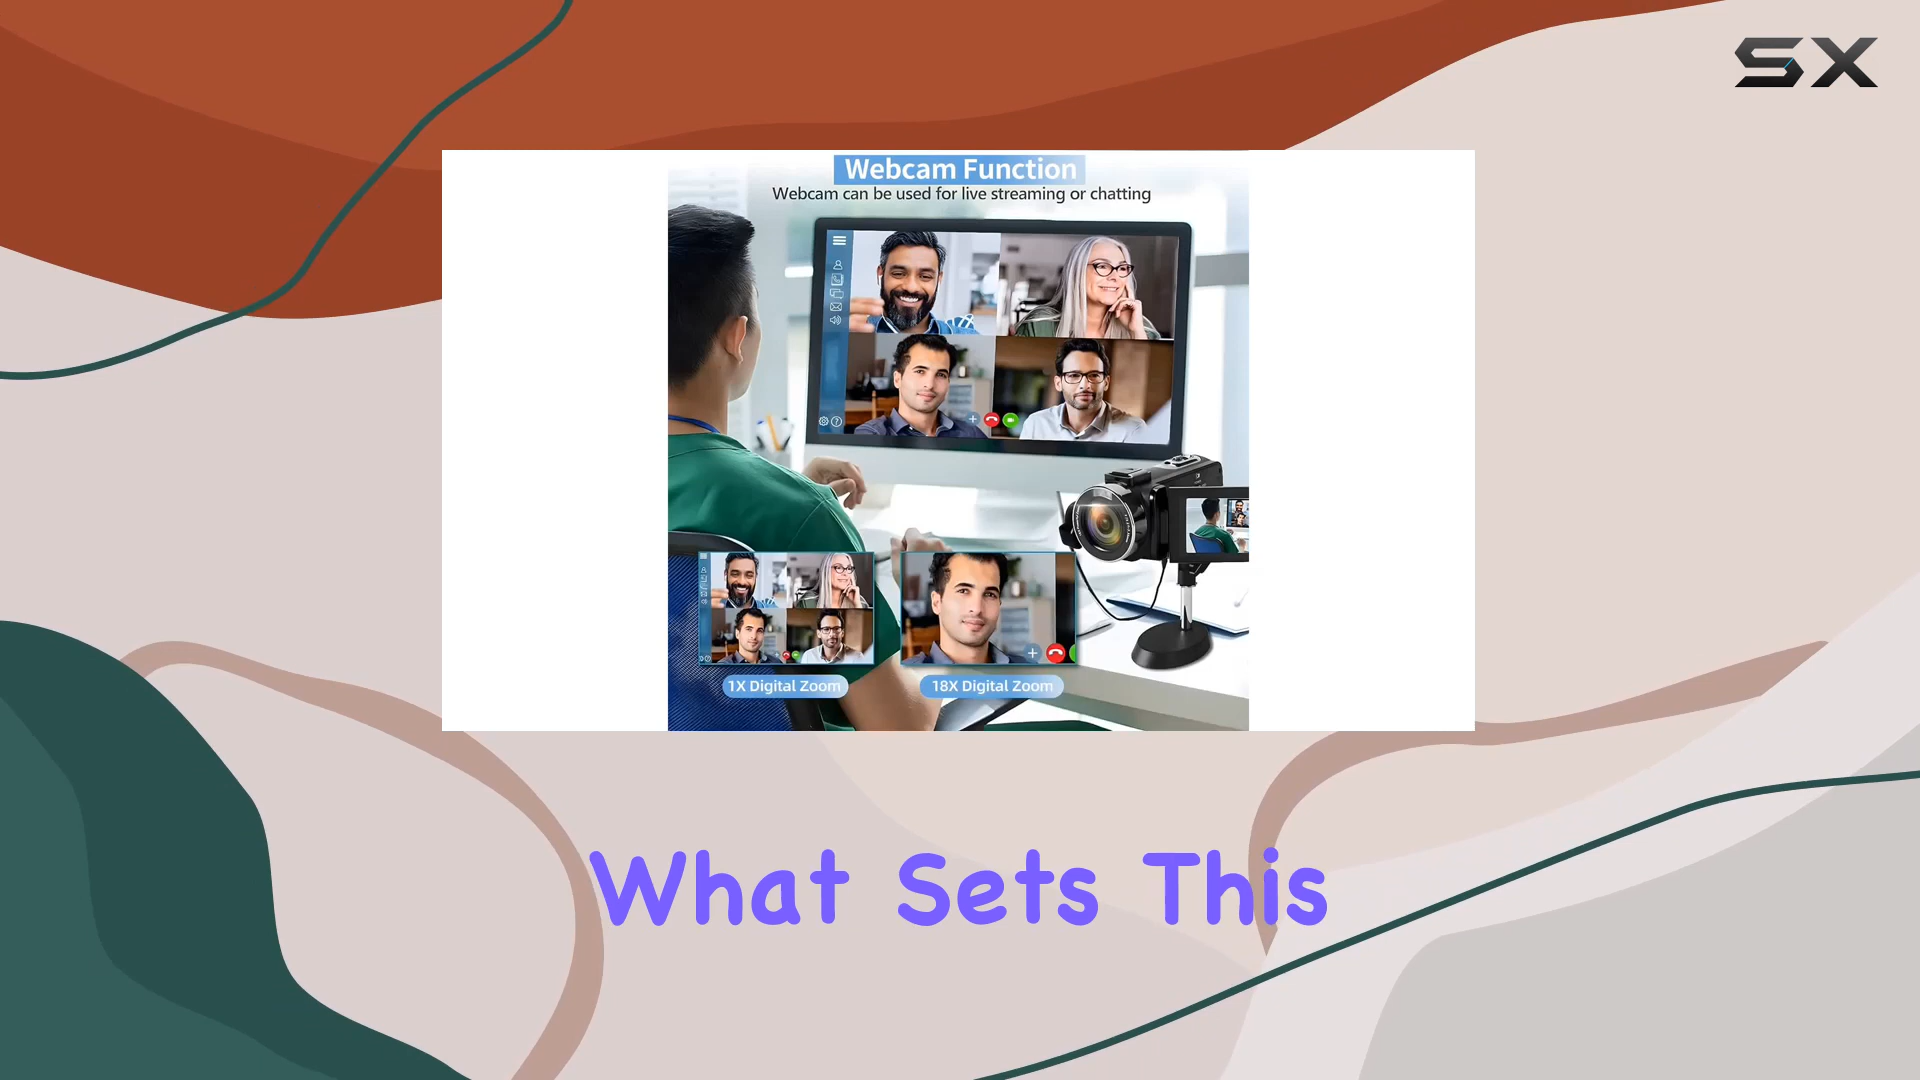 SX
Webcam Function
Webcam can be used for live streaming or chatting
1X Digital Zoom
18X Digital Zoom
What Sets This